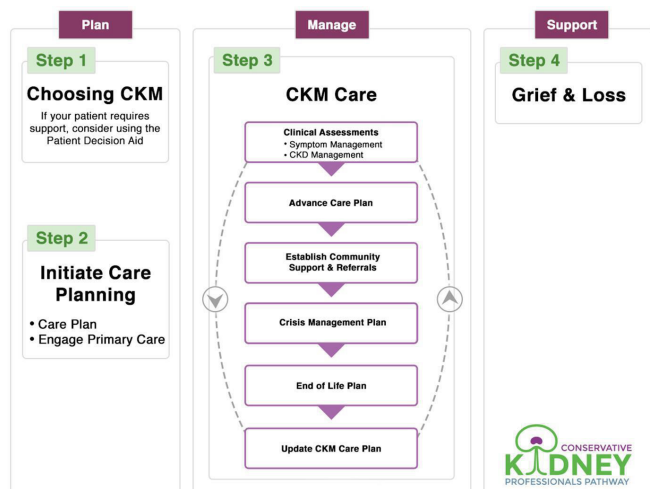 Plan
Step 1
Choosing CKM
If your patient requires
support, consider using the
Patient Decision Aid
Step 2
Initiate Care
Planning
• Care Plan
• Engage Primary Care
Manage
Step 3
CKM Care
Clinical Assessments
• Symptom Management
• CKD Management
Advance Care Plan
Establish Community
Support & Referrals
Crisis Management Plan
End of Life Plan
Update CKM Care Plan
Support
Step 4
Grief & Loss
CONSERVATIVE
KIDNEY
PROFESSIONALS PATHWAY